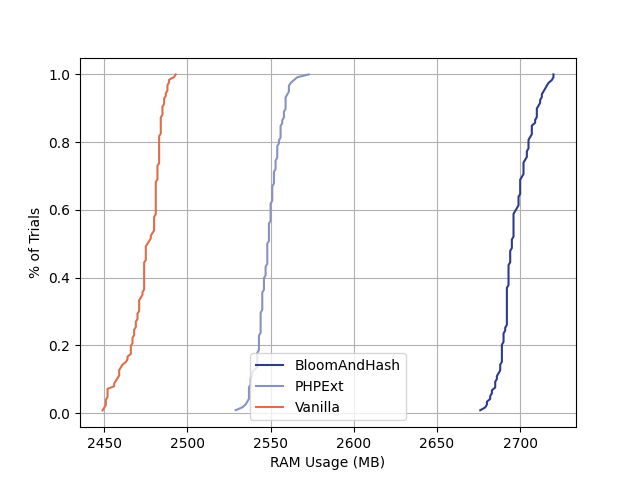 1.0
0.8
0.6
0.4
0.2
0.0
% of Trials
BloomAndHash
PHPExt
Vanilla
2450 2500 2550 2600 2650 2700
RAM Usage (MB)